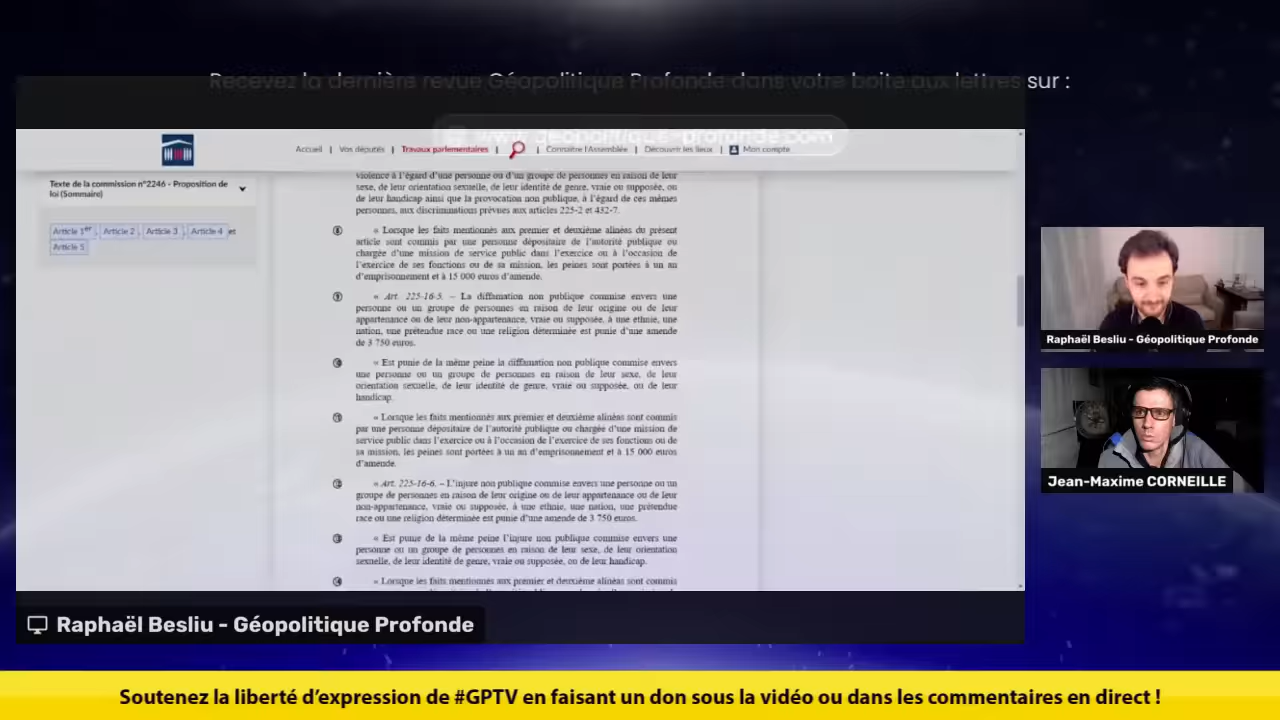 Recevez la dernière revue Géopolitique Profonde dans votre boite aux lettres sur :
www.geopolitique-profonde.com
Accueil | Vos députés | Travaux parlementaires | | Connaître l'Assemblée | Découvrir les lieux | Mon compte
Texte de la commission n°2246 - Proposition de
loi (Sommaire)
Article 1er , Article 2 , Article 3 , Article 4 et
Article 5
violence à l'égard d'une personne ou d'un groupe de personnes en raison de leur
sexe, de leur orientation sexuelle, de leur identité de genre, vraie ou supposée, ou
de leur handicap ainsi que la provocation non publique, à l'égard de ces mêmes
personnes, aux discriminations prévues aux articles 225-2 et 432-7.
« Lorsque les faits mentionnés aux premier et deuxième alinéas du présent
article sont commis par une personne dépositaire de l'autorité publique ou
chargée d'une mission de service public dans l'exercice ou à l'occasion de
l'exercice de ses fonctions ou de sa mission, les peines sont portées à un an
d'emprisonnement et à 15 000 euros d'amende.
« Art. 225-16-5. – La diffamation non publique commise envers une
personne ou un groupe de personnes en raison de leur origine ou de leur
appartenance ou de leur non-appartenance, vraie ou supposée, à une ethnie, une
nation, une prétendue race ou une religion déterminée est punie d'une amende
de 3 750 euros.
« Est punie de la même peine la diffamation non publique commise envers
une personne ou un groupe de personnes en raison de leur sexe, de leur
orientation sexuelle, de leur identité de genre, vraie ou supposée, ou de leur
handicap.
« Lorsque les faits mentionnés aux premier et deuxième alinéas sont commis
par une personne dépositaire de l'autorité publique ou chargée d'une mission de
service public dans l'exercice ou à l'occasion de l'exercice de ses fonctions ou de
sa mission, les peines sont portées à un an d'emprisonnement et à 15 000 euros
d'amende.
« Art. 225-16-6. – L'injure non publique commise envers une personne ou un
groupe de personnes en raison de leur origine ou de leur appartenance ou de leur
non-appartenance, vraie ou supposée, à une ethnie, une nation, une prétendue
race ou une religion déterminée est punie d'une amende de 3 750 euros.
« Est punie de la même peine l'injure non publique commise envers une
personne ou un groupe de personnes en raison de leur sexe, de leur orientation
sexuelle, de leur identité de genre, vraie ou supposée, ou de leur handicap.
« Lorsque les faits mentionnés aux premier et deuxième alinéas sont commis
Raphaël Besliu - Géopolitique Profonde
Jean-Maxime CORNEILLE
Raphaël Besliu - Géopolitique Profonde
Soutenez la liberté d'expression de #GPTV en faisant un don sous la vidéo ou dans les commentaires en direct !